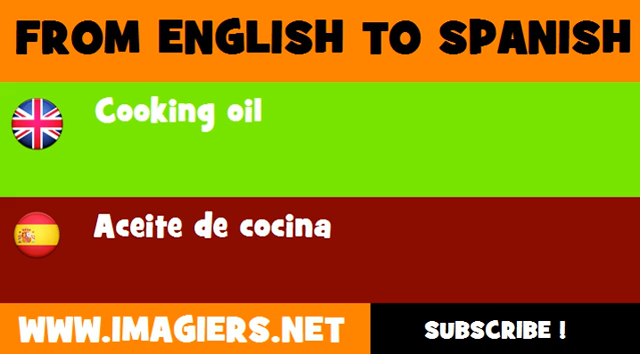 FROM ENGLISH TO SPANISH
Cooking oil
Aceite de cocina
WWW.IMAGIERS.NET
SUBSCRIBE !